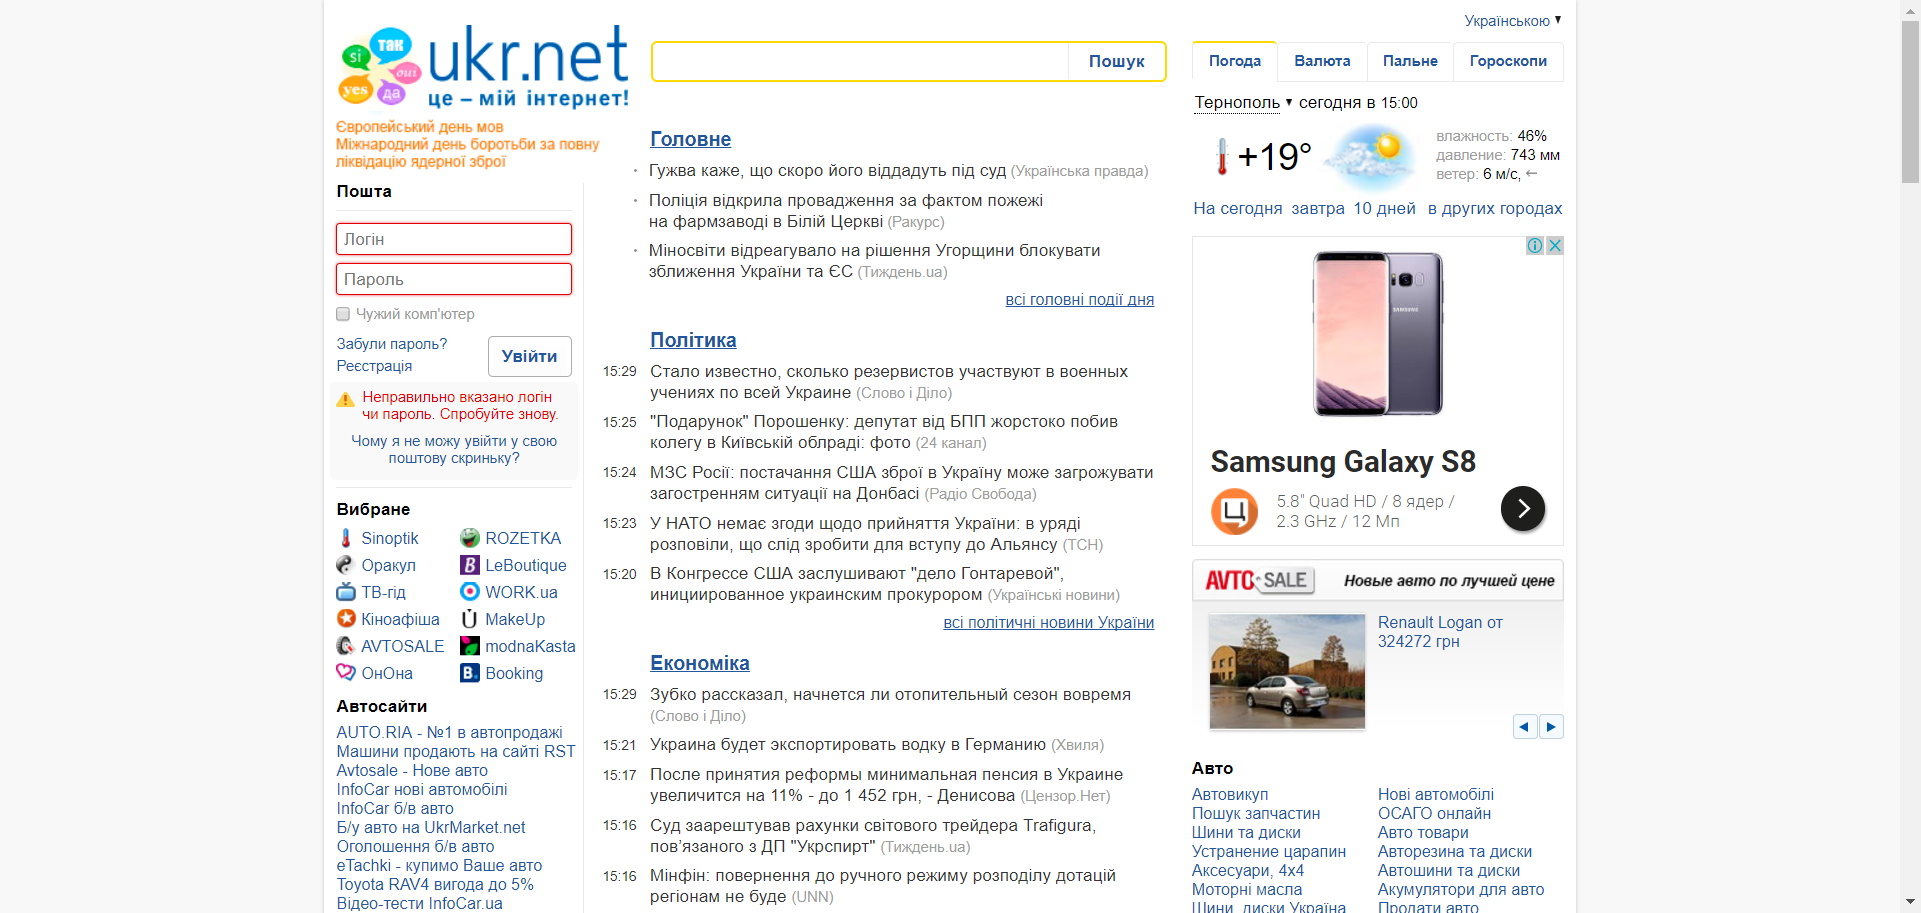 Українською ▼
si
так
oui
yes
да
ukr.net
це – мій інтернет!
Пошук
Погода
Валюта
Пальне
Гороскопи
Європейський день мов
Міжнародний день боротьби за повну
ліквідацію ядерної зброї
Пошта
Логін
Пароль
Чужий комп'ютер
Забули пароль?
Реєстрація
Увійти
Неправильно вказано логін
чи пароль. Спробуйте знову.
Чому я не можу увійти у свою
поштову скриньку?
Вибране
Sinoptik
ROZETKA
Оракул
B LeBoutique
ТВ-гід
WORK.ua
Кіноафіша
MakeUp
AVTOSALE
modnaKasta
ОнОна
B. Booking
Автосайти
AUTO.RIA - №1 в автопродажі
Машини продають на сайті RST
Avtosale - Нове авто
InfoCar нові автомобілі
InfoCar б/в авто
Б/у авто на UkrMarket.net
Оголошення б/в авто
eTachki - купимо Ваше авто
Toyota RAV4 вигода до 5%
Відео-тести InfoCar.ua
Головне
Гужва каже, що скоро його віддадуть під суд (Українська правда)
Поліція відкрила провадження за фактом пожежі
на фармзаводі в Білій Церкві (Ракурс)
Міносвіти відреагувало на рішення Угорщини блокувати
зближення України та ЄС (Тиждень.ua)
всі головні події дня
Політика
15:29 Стало известно, сколько резервистов участвуют в военных
учениях по всей Украине (Слово і Діло)
15:25 "Подарунок" Порошенку: депутат від БПП жорстоко побив
колегу в Київській облраді: фото (24 канал)
15:24 МЗС Росії: постачання США зброї в Україну може загрожувати
загостренням ситуації на Донбасі (Радіо Свобода)
15:23 У НАТО немає згоди щодо прийняття України: в уряді
розповіли, що слід зробити для вступу до Альянсу (ТСН)
15:20 В Конгрессе США заслушивают "дело Гонтаревой",
инициированное украинским прокурором (Українські новини)
всі політичні новини України
Економіка
15:29 Зубко рассказал, начнется ли отопительный сезон вовремя
(Слово і Діло)
15:21 Украина будет экспортировать водку в Германию (Хвиля)
15:17 После принятия реформы минимальная пенсия в Украине
увеличится на 11% - до 1 452 грн, - Денисова (Цензор.Нет)
15:16 Суд заарештував рахунки світового трейдера Trafigura,
пов’язаного з ДП "Укрспирт" (Тиждень.ua)
15:16 Мінфін: повернення до ручного режиму розподілу дотацій
регіонам не буде (UNN)
Тернополь ▼ сегодня в 15:00
+19°
влажность: 46%
давление: 743 мм
ветер: 6 м/с, ←
На сегодня завтра 10 дней в других городах
SAMSUNG
Samsung Galaxy S8
5.8" Quad HD / 8 ядер /
2.3 GHz / 12 Мп
AVTO SALE
Новые авто по лучшей цене
Renault Logan от
324272 грн
Авто
Автовикуп
Нові автомобілі
Пошук запчастин
ОСАГО онлайн
Шини та диски
Авто товари
Устранение царапин
Авторезина та диски
Аксесуари, 4x4
Автошини та диски
Моторні масла
Акумулятори для авто
Шини, диски Україна
Продати авто